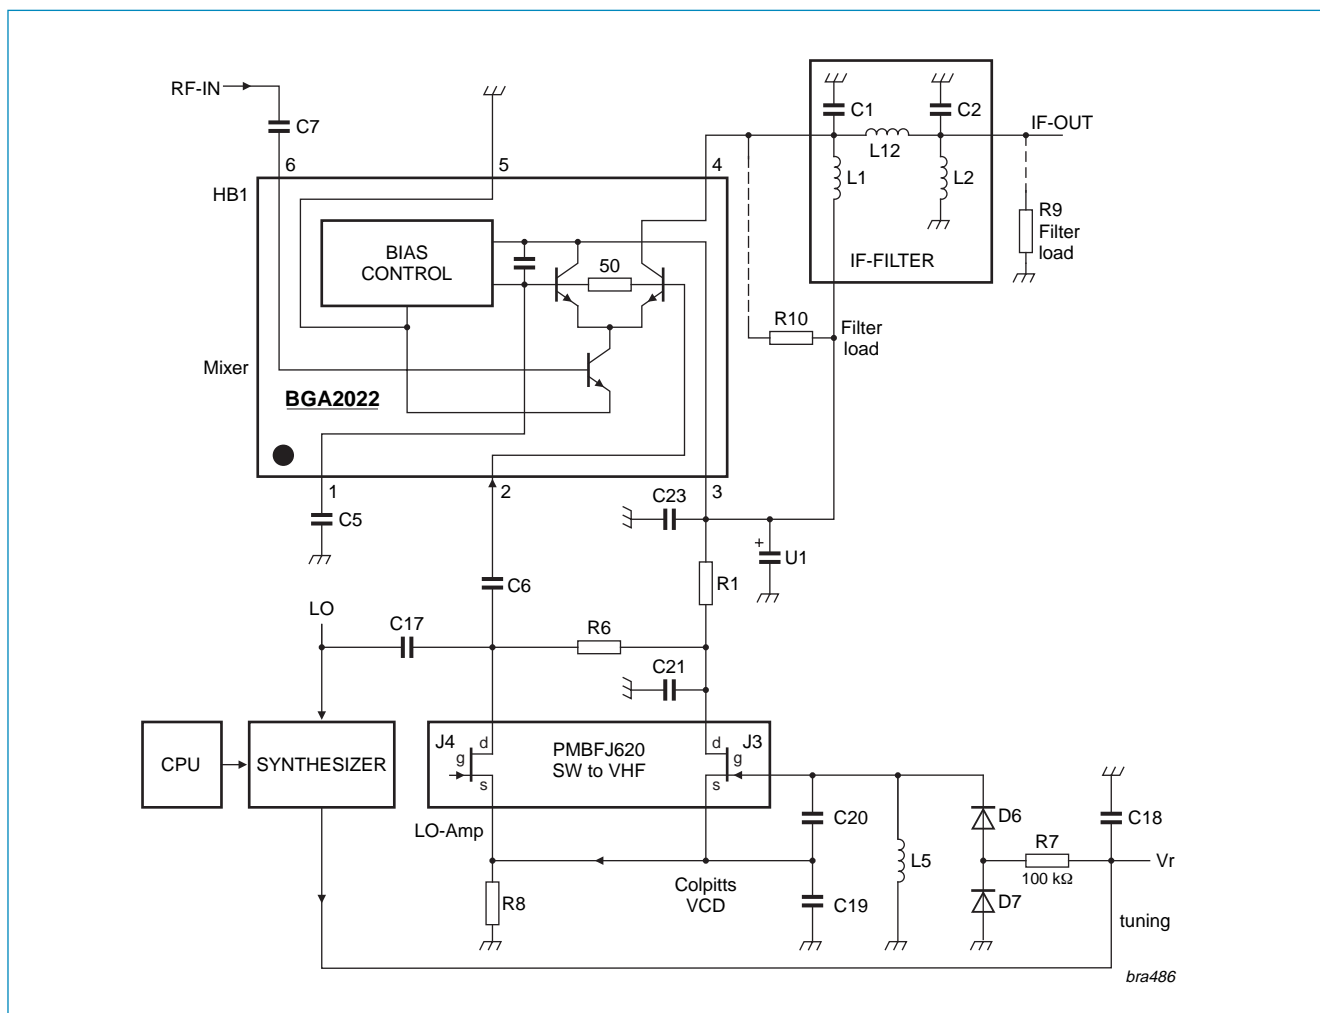 RF-IN
C7
6
5
4
C1
C2
IF-OUT
L12
L1
L2
R9
Filter
load
IF-FILTER
HB1
BIAS
CONTROL
50
R10
Filter
load
Mixer
BGA2022
1
2
3
C5
C23
+
U1
C6
R1
LO
C17
R6
C21
CPU
SYNTHESIZER
J4
d
g
s
PMBFJ620
SW to VHF
J3
d
g
s
LO-Amp
C20
L5
D6
R7
100 kΩ
C18
Vr
R8
Colpitts
VCD
C19
D7
tuning
bra486